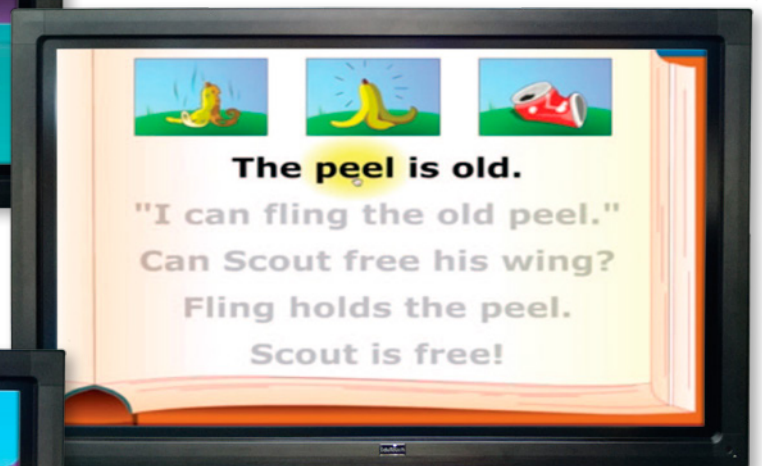 The peel is old.
"I can fling the old peel."
Can Scout free his wing?
Fling holds the peel.
Scout is free!